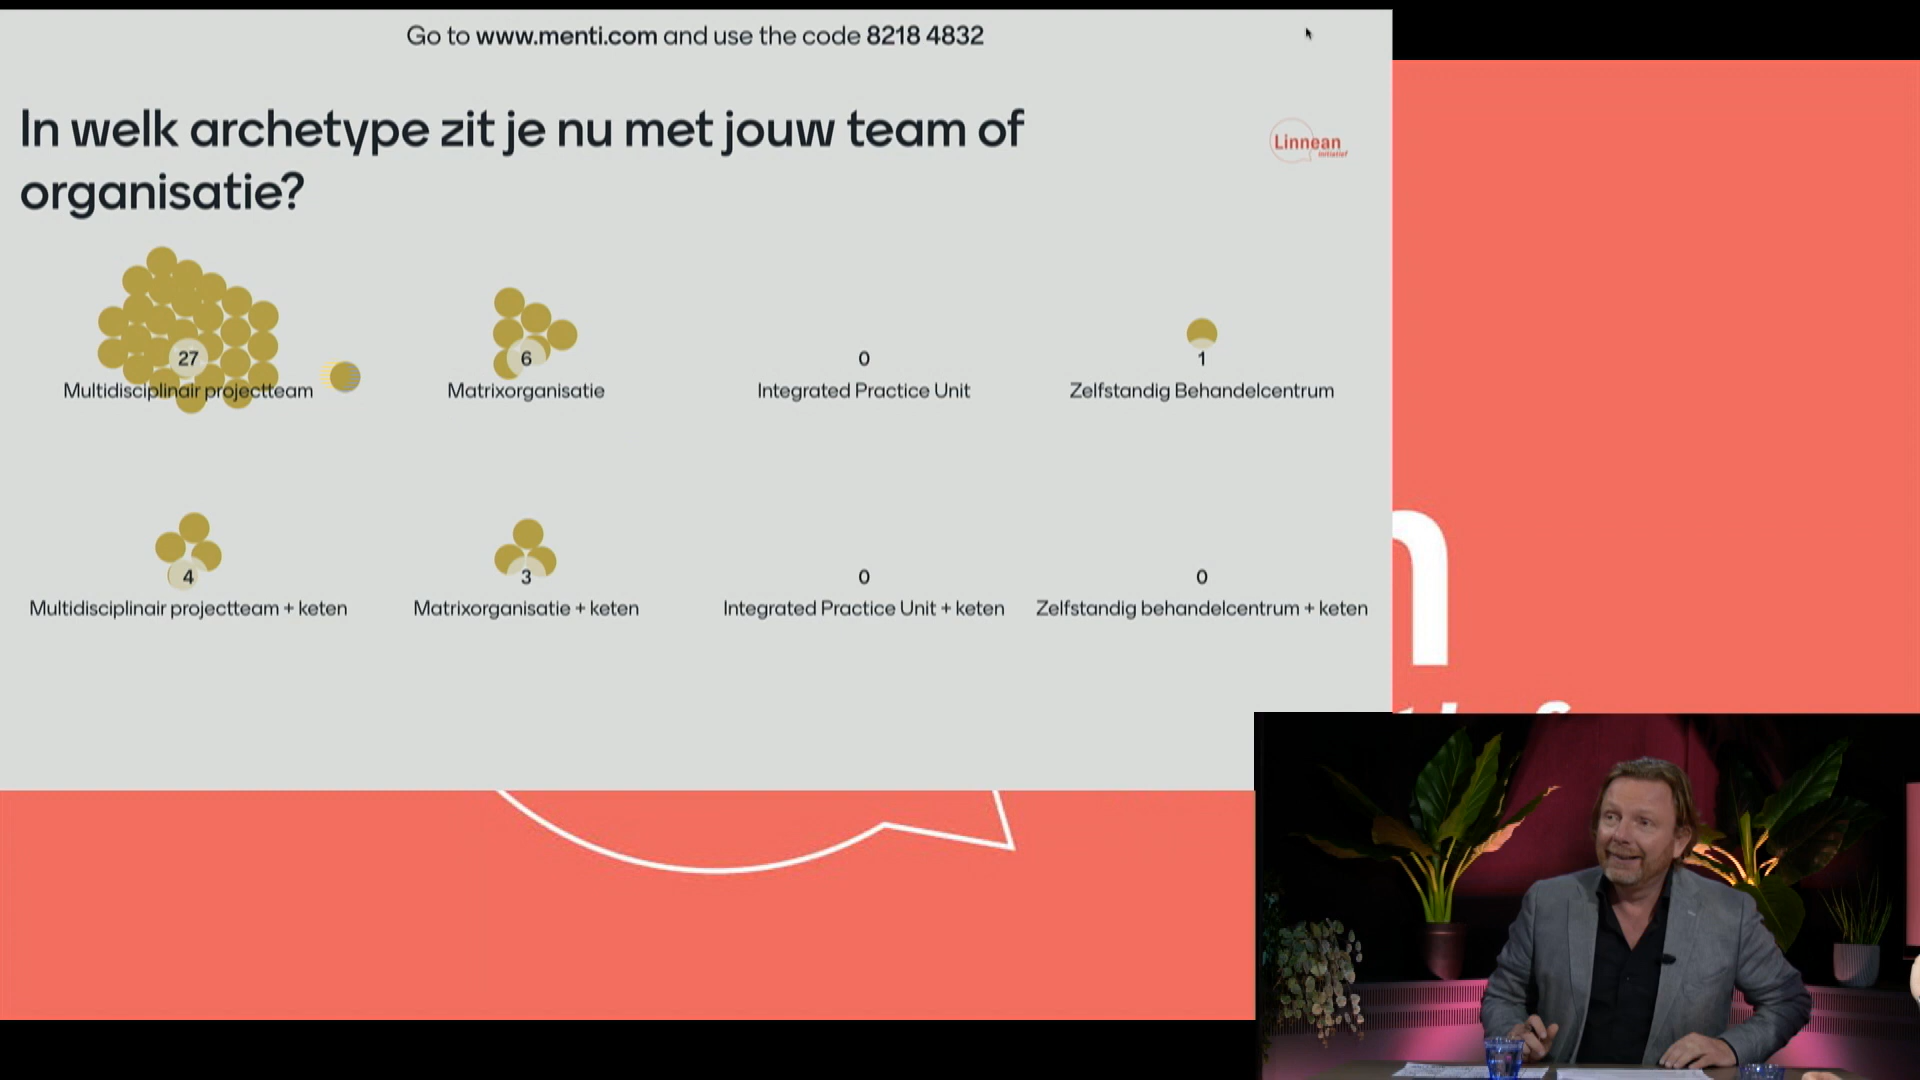 Go to www.menti.com and use the code 8218 4832
In welk archetype zit je nu met jouw team of
organisatie?
Linnean
initiatief
27
6
0
1
Multidisciplinair projectteam
Matrixorganisatie
Integrated Practice Unit
Zelfstandig Behandelcentrum
4
3
0
0
Multidisciplinair projectteam + keten
Matrixorganisatie + keten
Integrated Practice Unit + keten
Zelfstandig behandelcentrum + keten
n